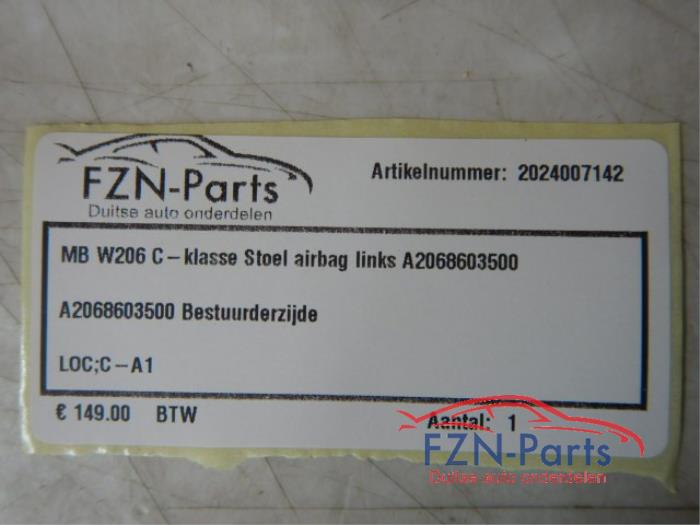 FZN-Parts
Duitse auto onderdelen
Artikelnummer: 2024007142
MB W206 C-klasse Stoel airbag links A2068603500
A2068603500 Bestuurderzijde
LOC;C-A1
€ 149.00 BTW
Aantal: 1
FZN-Parts
Duitse auto onderdelen